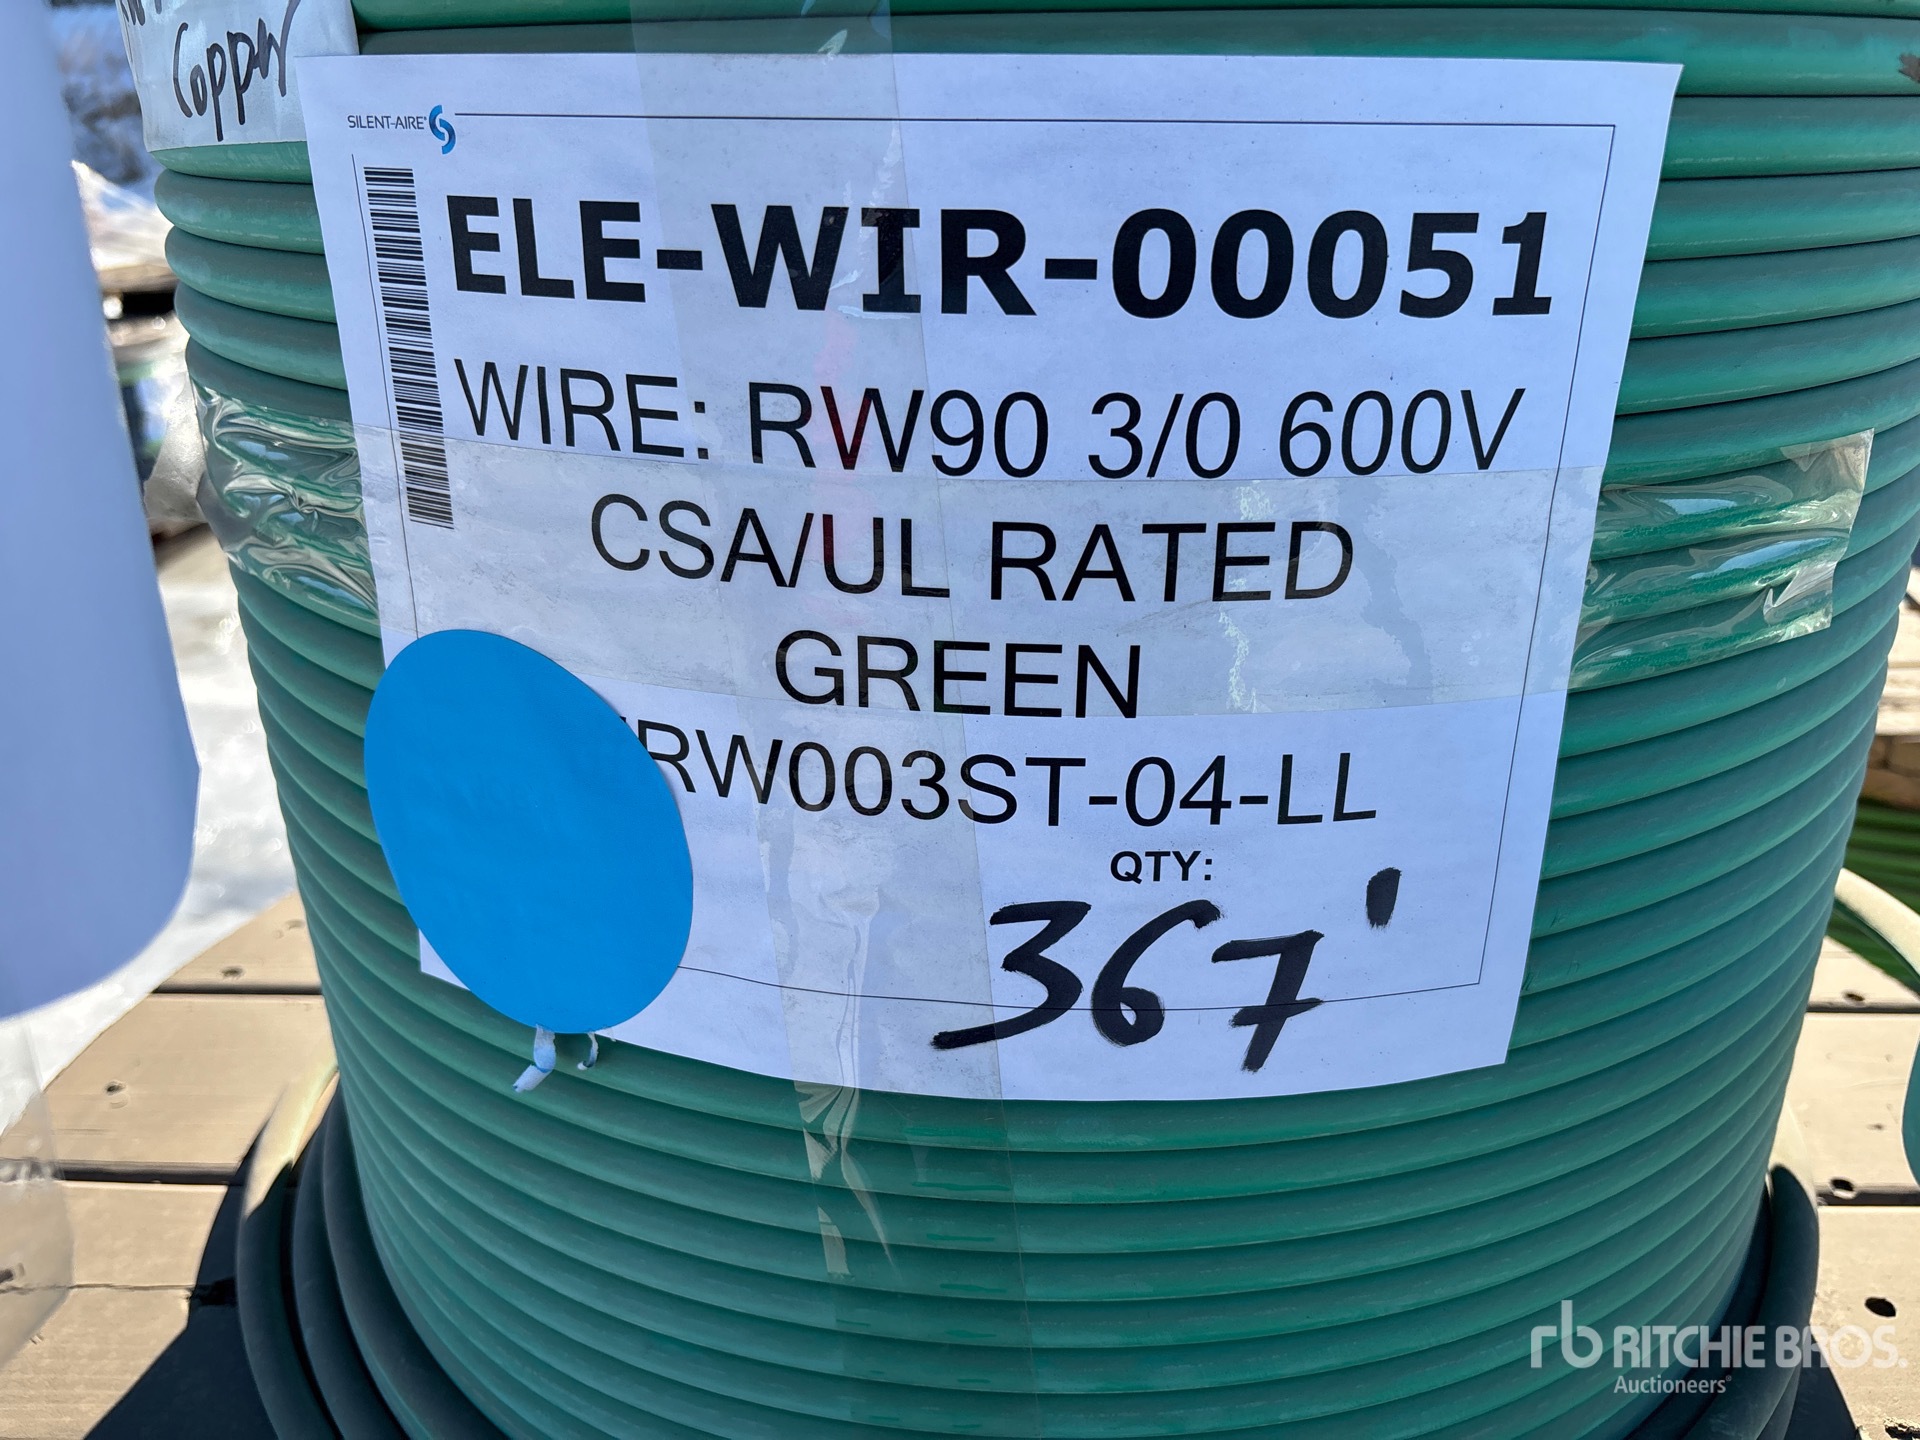 Copper
SILENT-AIRE
ELE-WIR-00051
WIRE: RW90 3/0 600V
CSA/UL RATED
GREEN
RW003ST-04-LL
QTY:
367'
rb RITCHIE BROS.
Auctioneers